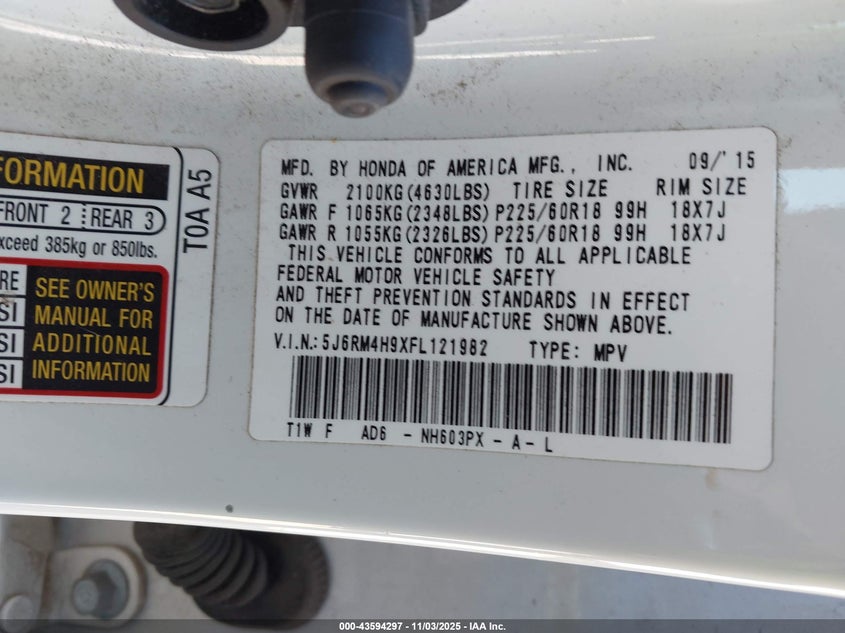 FORMATION
FRONT 2 REAR 3
xceed 385kg or 850lbs.
RE
SI
SI
SI
SEE OWNER'S
MANUAL FOR
ADDITIONAL
INFORMATION
T0A A5
MFD. BY HONDA OF AMERICA MFG., INC. 09/'15
GVWR 2100KG(4630LBS) TIRE SIZE RIM SIZE
GAWR F 1065KG(2348LBS) P225/60R18 99H 18X7J
GAWR R 1055KG(2326LBS) P225/60R18 99H 18X7J
THIS VEHICLE CONFORMS TO ALL APPLICABLE
FEDERAL MOTOR VEHICLE SAFETY
AND THEFT PREVENTION STANDARDS IN EFFECT
ON THE DATE OF MANUFACTURE SHOWN ABOVE.
V.I.N.:5J6RM4H9XFL121982 TYPE: MPV
T1W F AD6 - NH603PX - A - L
000-43594297 - 11/03/2025 - IAA Inc.